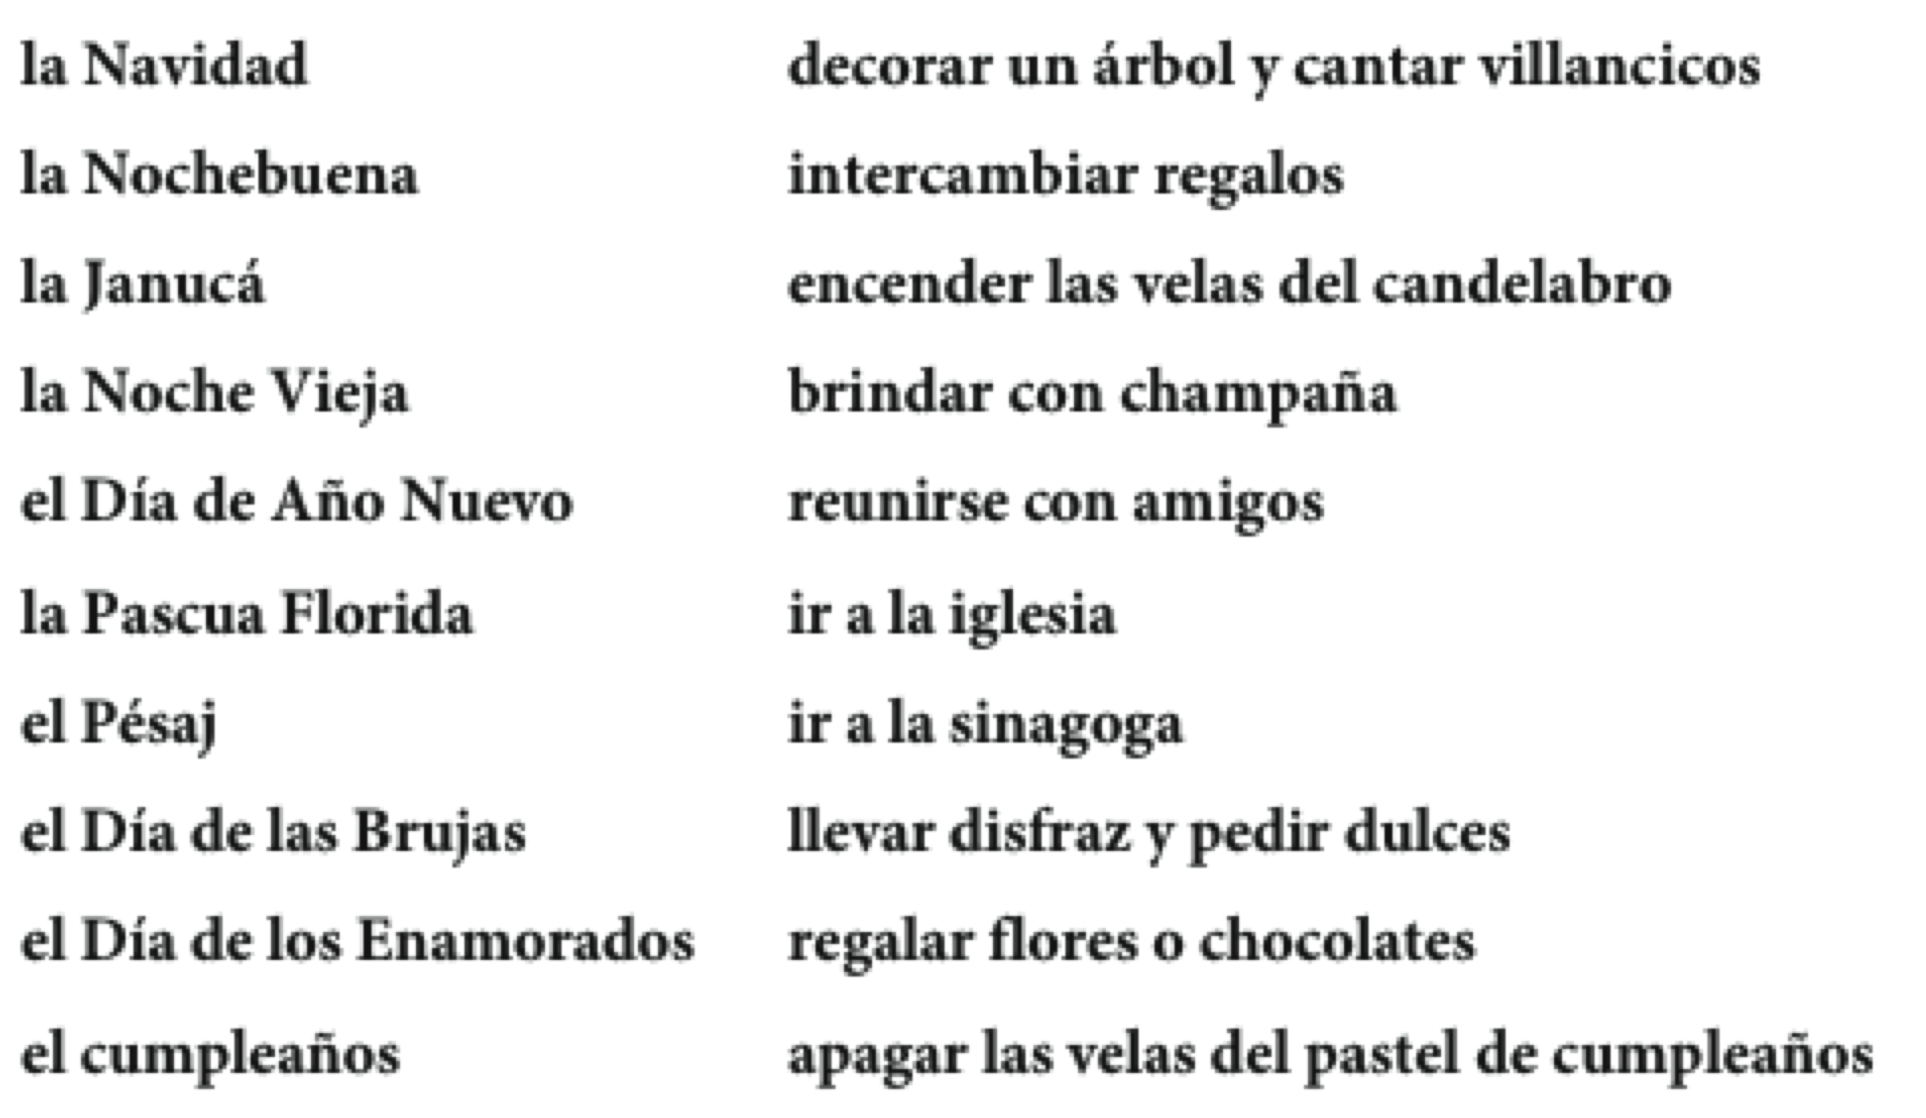 la Navidad decorar un árbol y cantar villancicos
la Nochebuena intercambiar regalos
la Janucá encender las velas del candelabro
la Noche Vieja brindar con champaña
el Día de Año Nuevo reunirse con amigos
la Pascua Florida ir a la iglesia
el Pésaj ir a la sinagoga
el Día de las Brujas llevar disfraz y pedir dulces
el Día de los Enamorados regalar flores o chocolates
el cumpleaños apagar las velas del pastel de cumpleaños